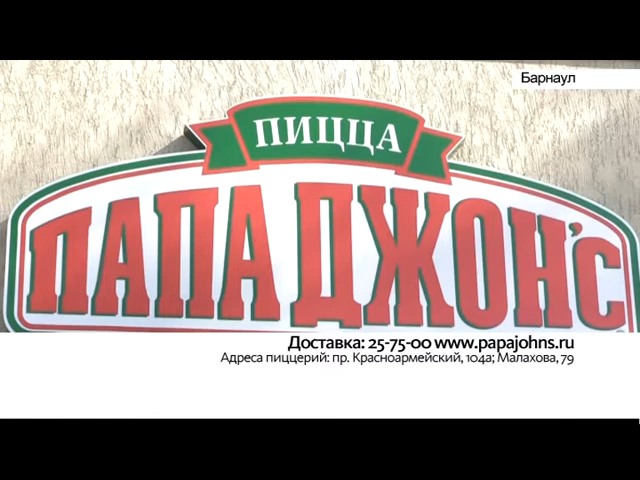 Барнаул
ПИЦЦА
ПАПА ДЖОН'С
Доставка: 25-75-00 www.papajohns.ru
Адреса пиццерий: пр. Красноармейский, 104а; Малахова, 79